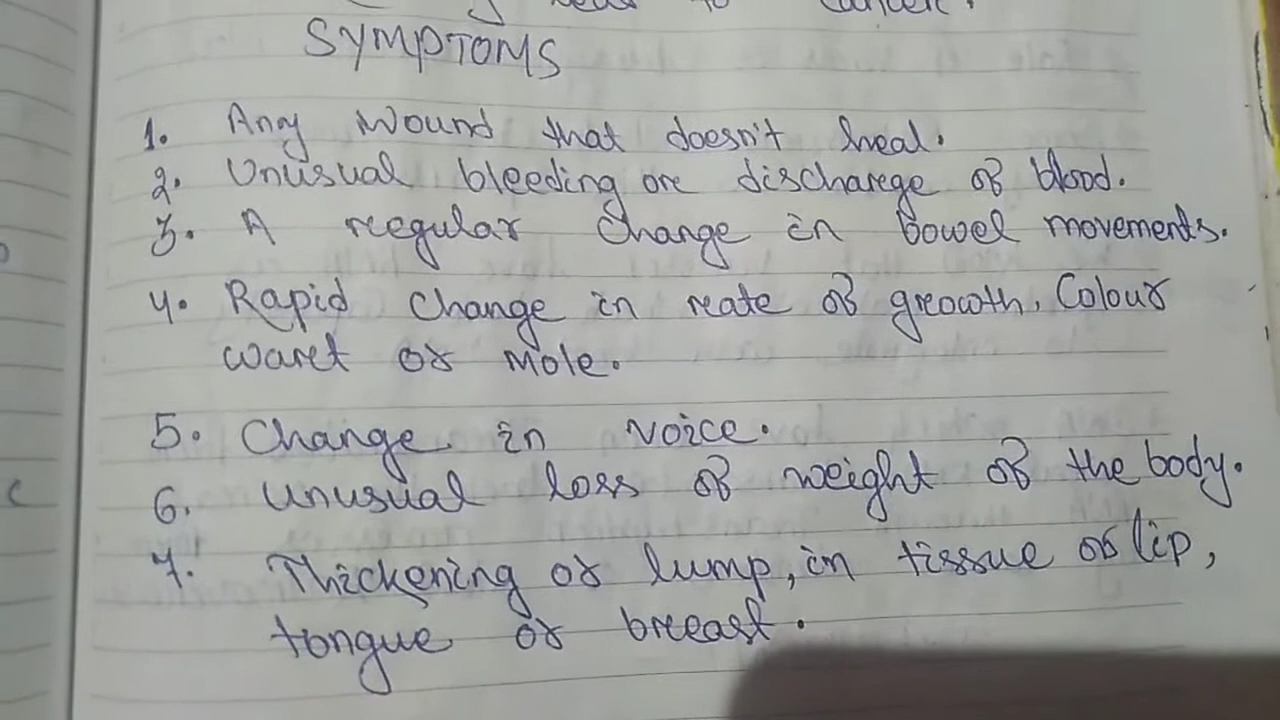 to cancer.
SYMPTOMS
1. Any wound that doesn't heal.
2. Unusual bleeding or discharge of blood.
3. A regular change in bowel movements.
4. Rapid change in rate of growth, Colour
wart or Mole.
5. Change in voice.
6. Unusual loss of weight of the body.
7. Thickening or lump, in tissue of lip,
tongue or breast.